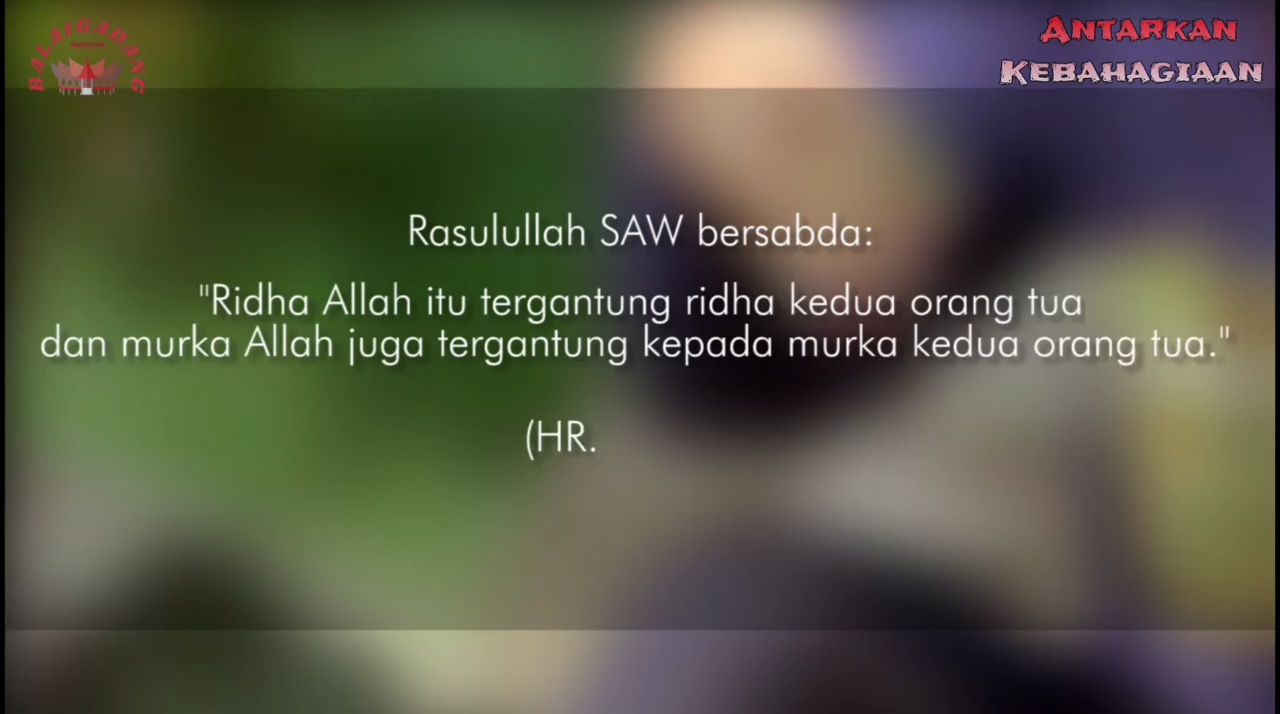 BALAIGADANG
ANTARKAN
KEBAHAGIAAN
Rasulullah SAW bersabda:
"Ridha Allah itu tergantung ridha kedua orang tua
dan murka Allah juga tergantung kepada murka kedua orang tua."
(HR.